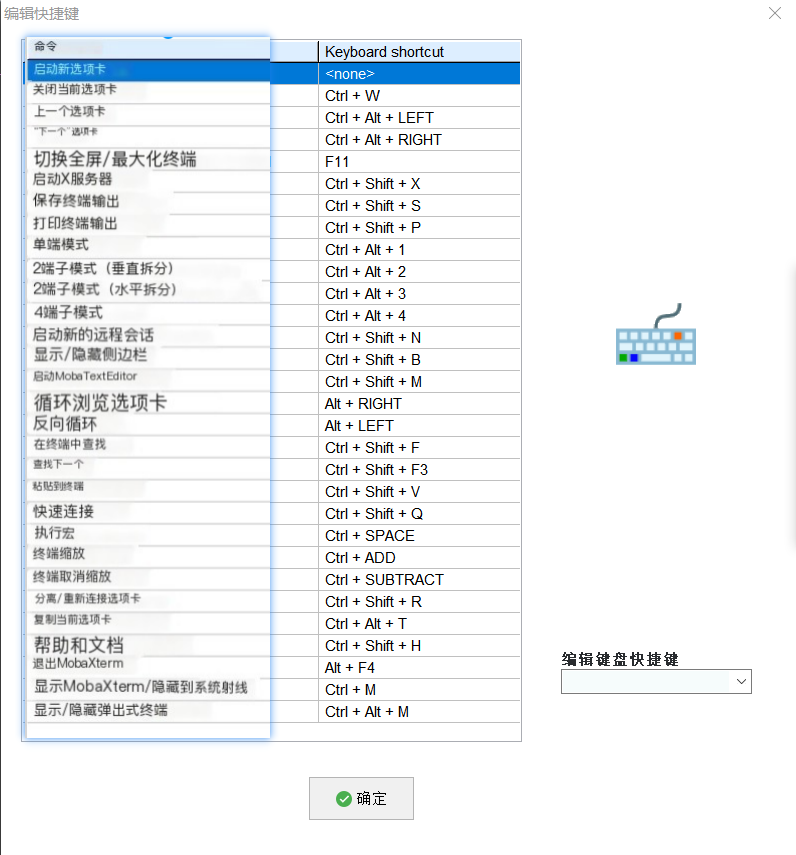 编辑快捷键
命令 Keyboard shortcut
启动新选项卡 <none>
关闭当前选项卡 Ctrl + W
上一个选项卡 Ctrl + Alt + LEFT
“下一个”选项卡 Ctrl + Alt + RIGHT
切换全屏/最大化终端 F11
启动X服务器 Ctrl + Shift + X
保存终端输出 Ctrl + Shift + S
打印终端输出 Ctrl + Shift + P
单端模式 Ctrl + Alt + 1
2端子模式（垂直拆分） Ctrl + Alt + 2
2端子模式（水平拆分） Ctrl + Alt + 3
4端子模式 Ctrl + Alt + 4
启动新的远程会话 Ctrl + Shift + N
显示/隐藏侧边栏 Ctrl + Shift + B
启动MobaTextEditor Ctrl + Shift + M
循环浏览选项卡 Alt + RIGHT
反向循环 Alt + LEFT
在终端中查找 Ctrl + Shift + F
查找下一个 Ctrl + Shift + F3
粘贴到终端 Ctrl + Shift + V
快速连接 Ctrl + Shift + Q
执行宏 Ctrl + SPACE
终端缩放 Ctrl + ADD
终端取消缩放 Ctrl + SUBTRACT
分离/重新连接选项卡 Ctrl + Shift + R
复制当前选项卡 Ctrl + Alt + T
帮助和文档 Ctrl + Shift + H
退出MobaXterm Alt + F4
显示MobaXterm/隐藏到系统射线 Ctrl + M
显示/隐藏弹出式终端 Ctrl + Alt + M
编辑键盘快捷键
确定